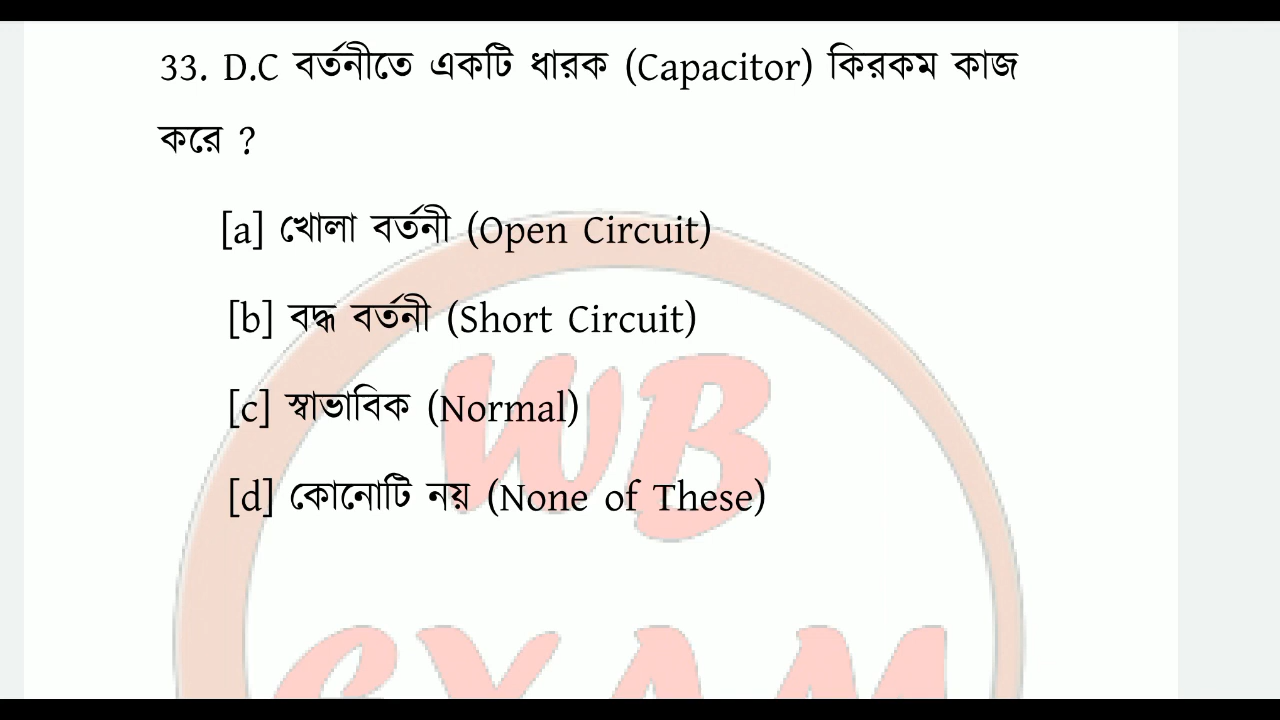 33. D.C বর্তনীতে একটি ধারক (Capacitor) কিরকম কাজ
করে ?
[a] খোলা বর্তনী (Open Circuit)
[b] বদ্ধ বর্তনী (Short Circuit)
[c] স্বাভাবিক (Normal)
[d] কোনোটি নয় (None of These)
WB
EXAM